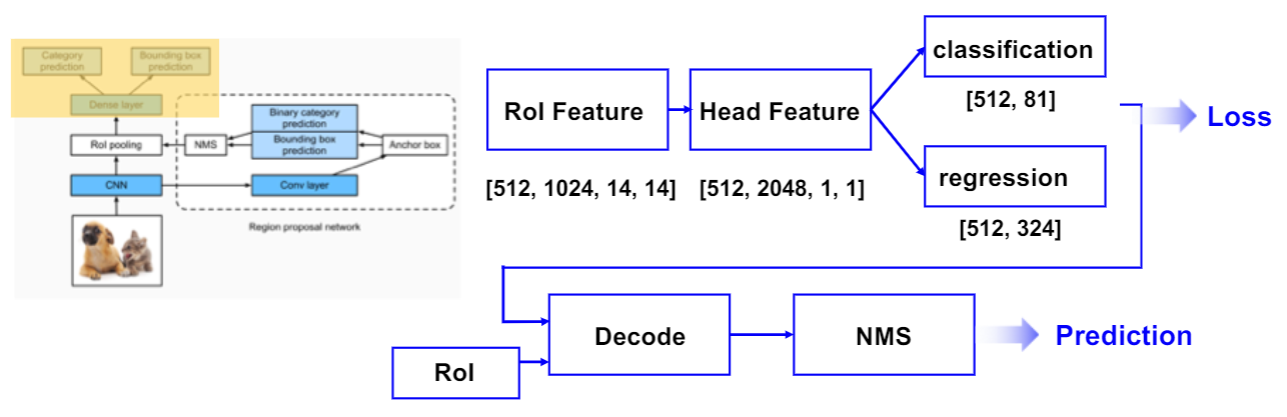 Category
prediction
Bounding box
prediction
Dense layer
Binary category
prediction
RoI pooling
NMS
Bounding box
prediction
Anchor box
CNN
Conv layer
Region proposal network
RoI Feature
[512, 1024, 14, 14]
Head Feature
[512, 2048, 1, 1]
classification
[512, 81]
regression
[512, 324]
Loss
RoI
Decode
NMS
Prediction